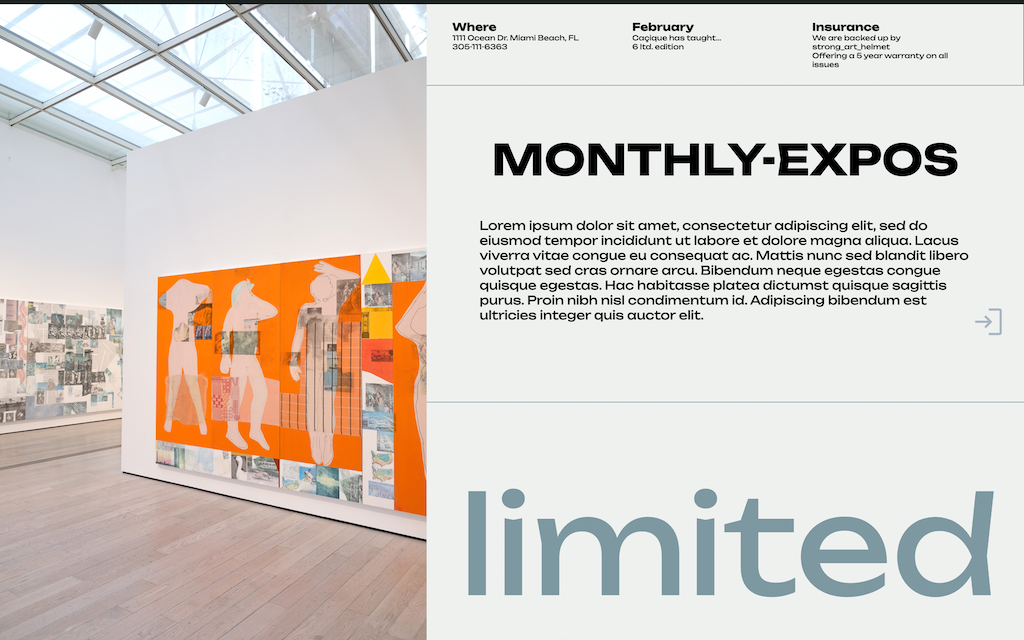 Where
1111 Ocean Dr. Miami Beach, FL
305-111-6363
February
Caçique has taught...
6 ltd. edition
Insurance
We are backed up by
strong_art_helmet
Offering a 5 year warranty on all
issues
MONTHLY-EXPOS
Lorem ipsum dolor sit amet, consectetur adipiscing elit, sed do
eiusmod tempor incididunt ut labore et dolore magna aliqua. Lacus
viverra vitae congue eu consequat ac. Mattis nunc sed blandit libero
volutpat sed cras ornare arcu. Bibendum neque egestas congue
quisque egestas. Hac habitasse platea dictumst quisque sagittis
purus. Proin nibh nisl condimentum id. Adipiscing bibendum est
ultricies integer quis auctor elit.
limited